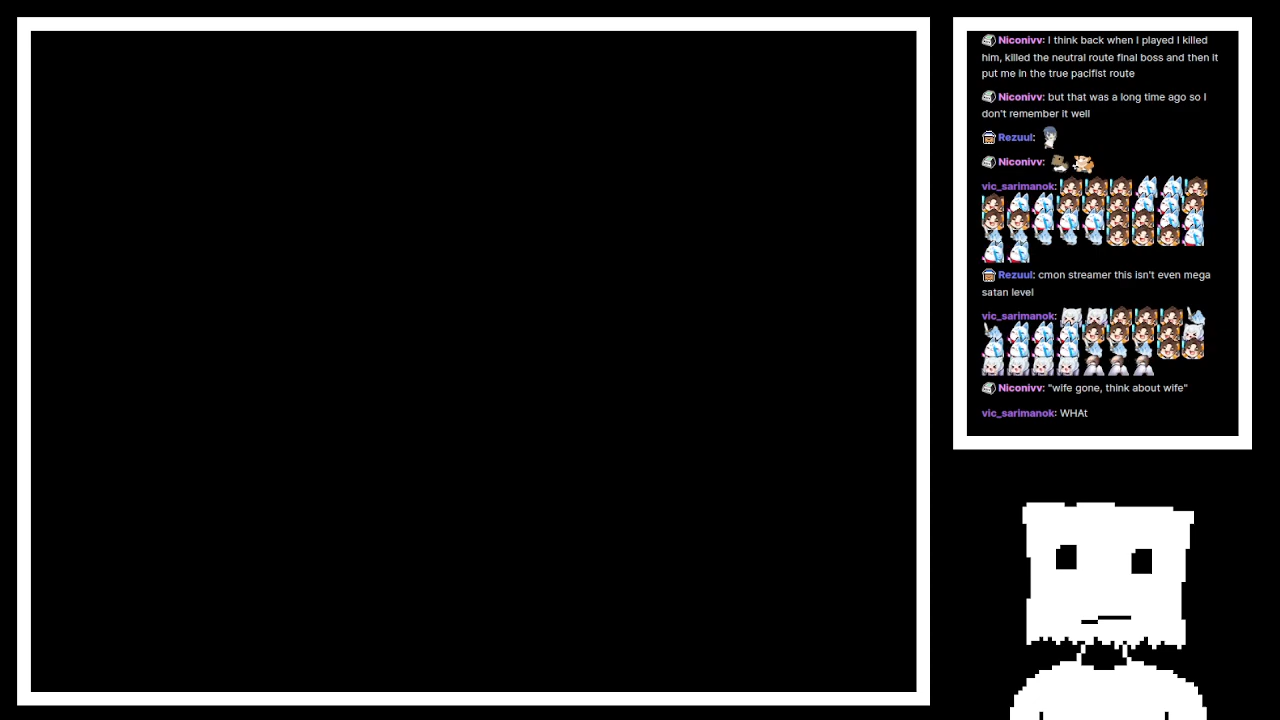 Niconivv: I think back when I played I killed
him, killed the neutral route final boss and then it
put me in the true pacifist route
Niconivv: but that was a long time ago so I
don't remember it well
Rezuul:
Niconivv:
vic_sarimanok:
Rezuul: cmon streamer this isn't even mega
satan level
vic_sarimanok:
Niconivv: "wife gone, think about wife"
vic_sarimanok: WHAt